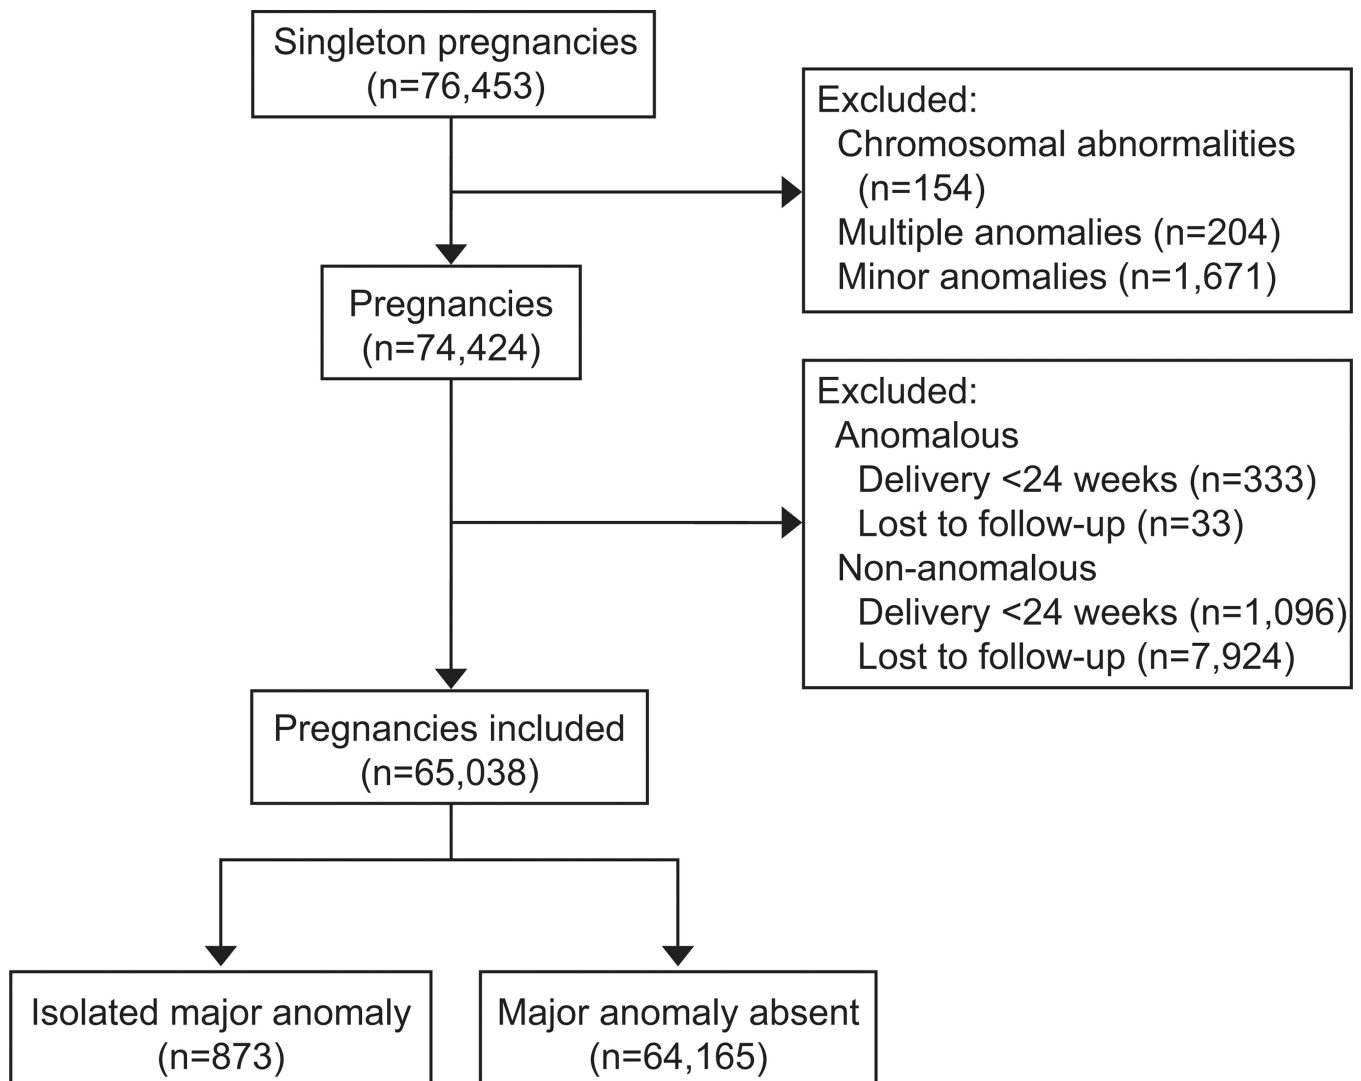 Singleton pregnancies
(n=76,453)
Excluded:
Chromosomal abnormalities
(n=154)
Multiple anomalies (n=204)
Minor anomalies (n=1,671)
Pregnancies
(n=74,424)
Excluded:
Anomalous
Delivery <24 weeks (n=333)
Lost to follow-up (n=33)
Non-anomalous
Delivery <24 weeks (n=1,096)
Lost to follow-up (n=7,924)
Pregnancies included
(n=65,038)
Isolated major anomaly
(n=873)
Major anomaly absent
(n=64,165)